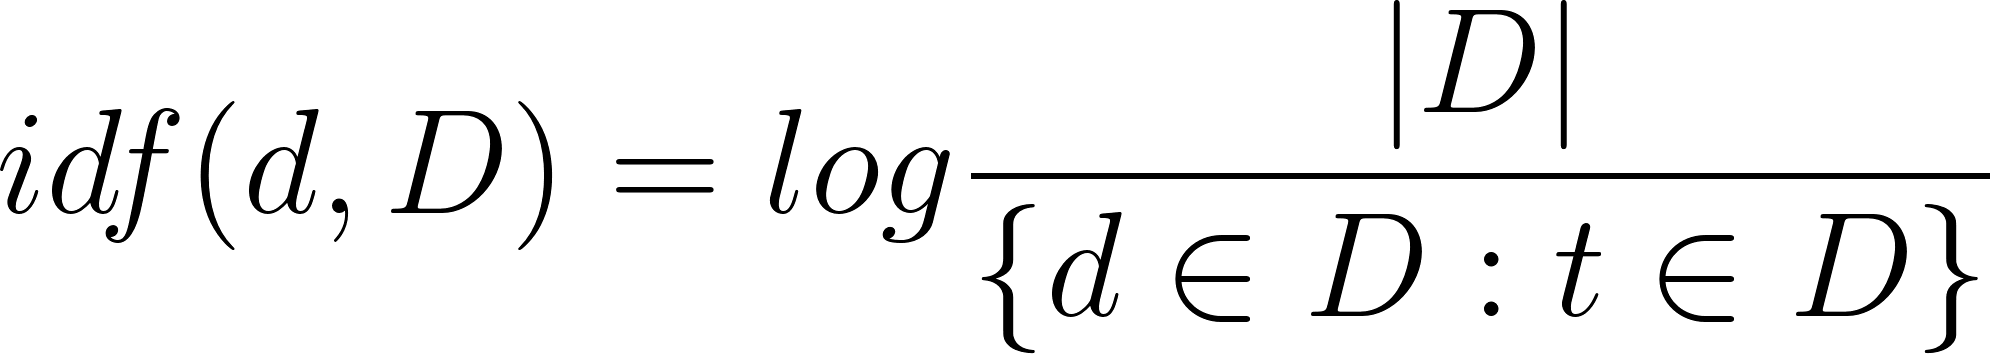 idf(d, D) = log |D| / {d ∈ D : t ∈ D}